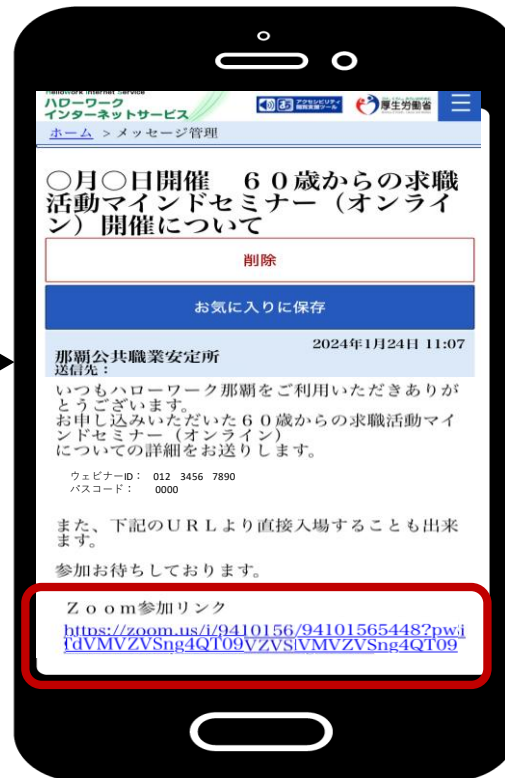 Hellowork Internet Service
ハローワーク
インターネットサービス
アクセシビリティ
閲覧支援ツール
厚生労働省
ホーム ＞メッセージ管理
〇月〇日開催　６０歳からの求職
活動マインドセミナー（オンライ
ン）開催について
削除
お気に入りに保存
2024年1月24日 11:07
那覇公共職業安定所
送信先：
いつもハローワーク那覇をご利用いただきありが
とうございます。
お申し込みいただいた６０歳からの求職活動マイ
ンドセミナー（オンライン）
についての詳細をお送りします。
ウェビナーID： 012 3456 7890
パスコード： 0000
また、下記のＵＲＬより直接入場することも出来
ます。
参加お待ちしております。
Ｚｏｏｍ参加リンク
https://zoom.us/j/9410156/94101565448?pw